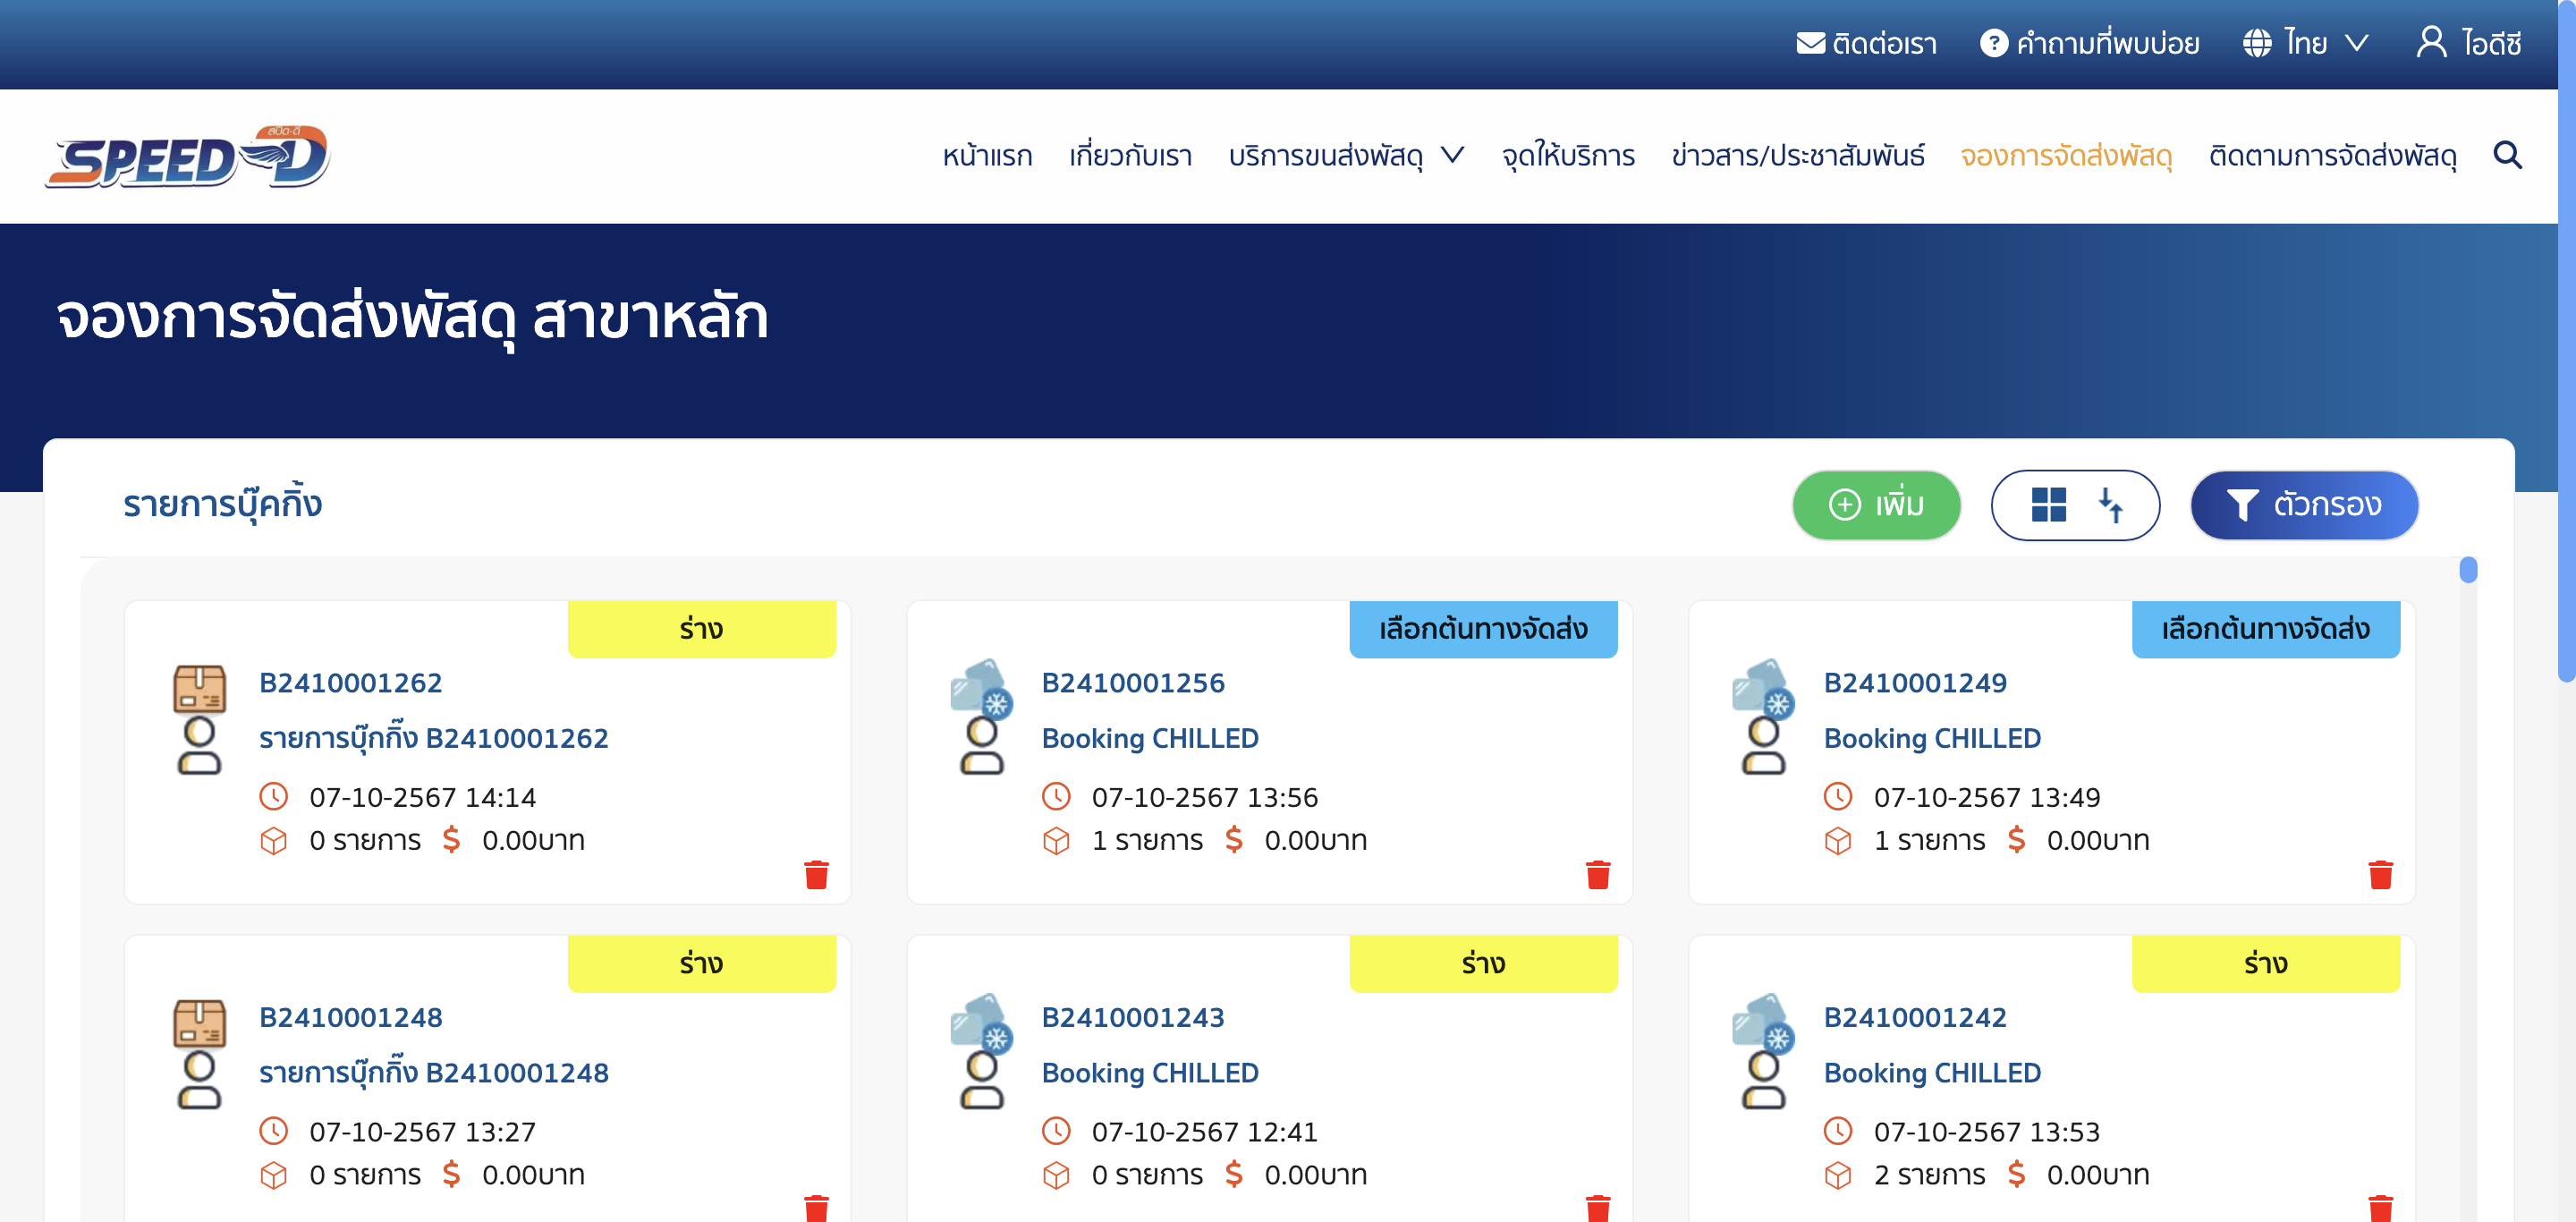 ติดต่อเรา คำถามที่พบบ่อย ไทย ไอดีซี
สปีด-ดี
SPEED-D
หน้าแรก เกี่ยวกับเรา บริการขนส่งพัสดุ จุดให้บริการ ข่าวสาร/ประชาสัมพันธ์ จองการจัดส่งพัสดุ ติดตามการจัดส่งพัสดุ
จองการจัดส่งพัสดุ สาขาหลัก
รายการบุ๊คกิ้ง
เพิ่ม ตัวกรอง
ร่าง
B2410001262
รายการบุ๊กกิ๊ง B2410001262
07-10-2567 14:14
0 รายการ $ 0.00บาท
เลือกต้นทางจัดส่ง
B2410001256
Booking CHILLED
07-10-2567 13:56
1 รายการ $ 0.00บาท
เลือกต้นทางจัดส่ง
B2410001249
Booking CHILLED
07-10-2567 13:49
1 รายการ $ 0.00บาท
ร่าง
B2410001248
รายการบุ๊กกิ๊ง B2410001248
07-10-2567 13:27
0 รายการ $ 0.00บาท
ร่าง
B2410001243
Booking CHILLED
07-10-2567 12:41
0 รายการ $ 0.00บาท
ร่าง
B2410001242
Booking CHILLED
07-10-2567 13:53
2 รายการ $ 0.00บาท